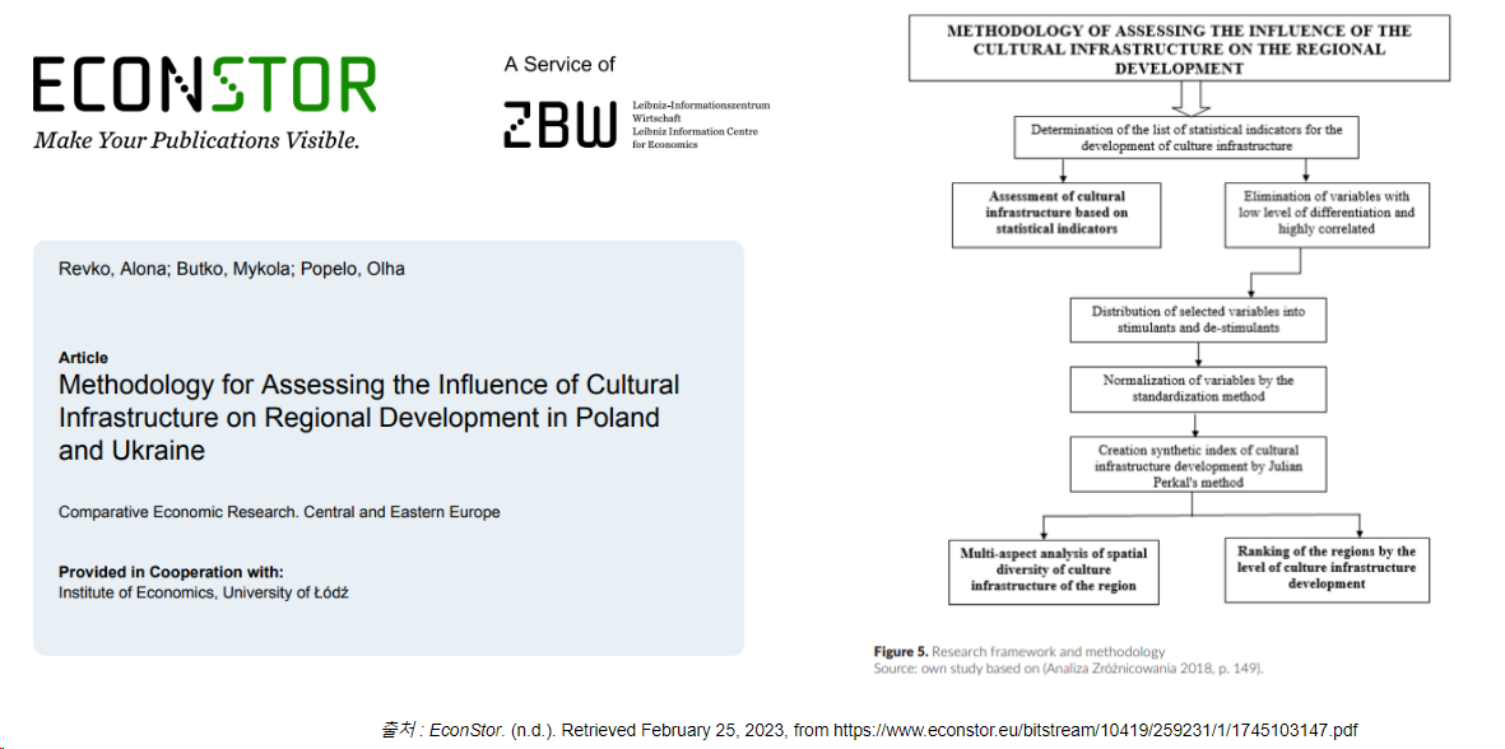 ECONSTOR
Make Your Publications Visible.
A Service of
ZBW
Leibniz-Informationszentrum
Wirtschaft
Leibniz Information Centre
for Economics
Revko, Alona; Butko, Mykola; Popelo, Olha
Article
Methodology for Assessing the Influence of Cultural
Infrastructure on Regional Development in Poland
and Ukraine
Comparative Economic Research. Central and Eastern Europe
Provided in Cooperation with:
Institute of Economics, University of Łódź
METHODOLOGY OF ASSESSING THE INFLUENCE OF THE
CULTURAL INFRASTRUCTURE ON THE REGIONAL
DEVELOPMENT
Determination of the list of statistical indicators for the
development of culture infrastructure
Assessment of cultural
infrastructure based on
statistical indicators
Elimination of variables with
low level of differentiation and
highly correlated
Distribution of selected variables into
stimulants and de-stimulants
Normalization of variables by the
standardization method
Creation synthetic index of cultural
infrastructure development by Julian
Perkal's method
Multi-aspect analysis of spatial
diversity of culture
infrastructure of the region
Ranking of the regions by the
level of culture infrastructure
development
Figure 5. Research framework and methodology
Source: own study based on (Analiza Zróżnicowania 2018, p. 149).
출처 : EconStor. (n.d.). Retrieved February 25, 2023, from https://www.econstor.eu/bitstream/10419/259231/1/1745103147.pdf